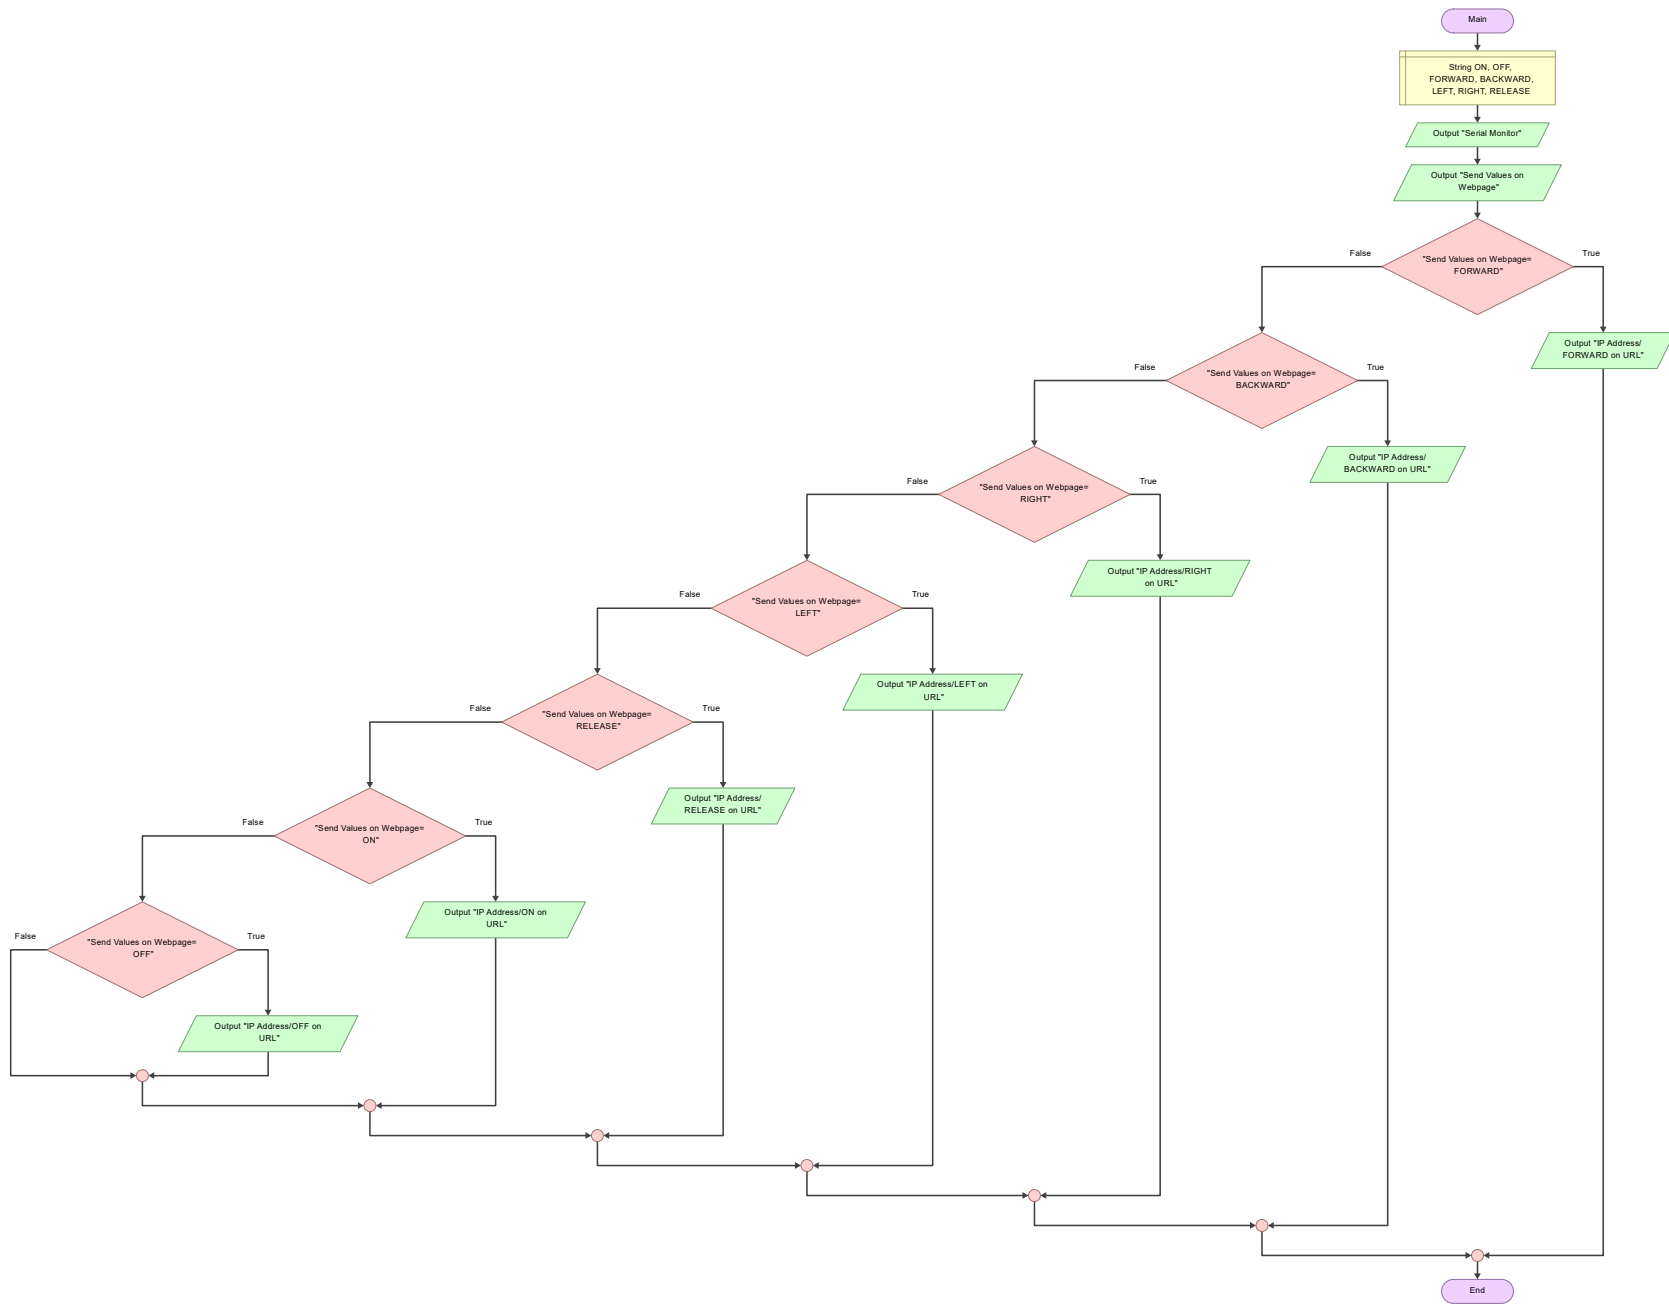 Main
String ON, OFF,
FORWARD, BACKWARD,
LEFT, RIGHT, RELEASE
Output "Serial Monitor"
Output "Send Values on
Webpage"
False
True
"Send Values on Webpage=
FORWARD"
Output "IP Address/
FORWARD on URL"
False
True
"Send Values on Webpage=
BACKWARD"
Output "IP Address/
BACKWARD on URL"
False
True
"Send Values on Webpage=
RIGHT"
Output "IP Address/RIGHT
on URL"
False
True
"Send Values on Webpage=
LEFT"
Output "IP Address/LEFT on
URL"
False
True
"Send Values on Webpage=
RELEASE"
Output "IP Address/
RELEASE on URL"
False
True
"Send Values on Webpage=
ON"
Output "IP Address/ON on
URL"
False
True
"Send Values on Webpage=
OFF"
Output "IP Address/OFF on
URL"
End